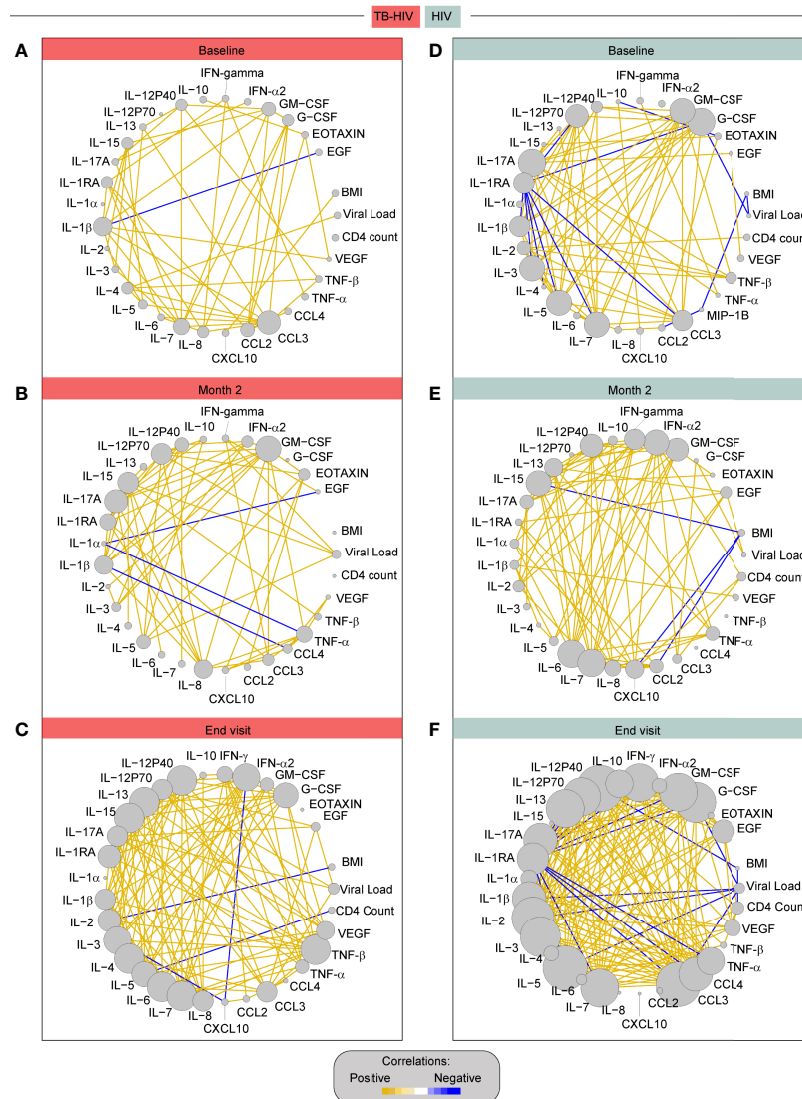 TB-HIV HIV
A
Baseline
IFN-gamma
IL-10
IFN-α2
IL-12P40
GM-CSF
IL-12P70
G-CSF
IL-13
EOTAXIN
IL-15
EGF
IL-17A
IL-1RA
BMI
IL-1α
Viral Load
IL-1β
CD4 count
IL-2
VEGF
IL-3
TNF-β
IL-4
TNF-α
IL-5
CCL4
IL-6
CCL3
IL-7
CCL2
IL-8
CXCL10
B
Month 2
IFN-gamma
IL-10
IFN-α2
IL-12P40
GM-CSF
IL-12P70
G-CSF
IL-13
EOTAXIN
IL-15
EGF
IL-17A
IL-1RA
BMI
IL-1α
Viral Load
IL-1β
CD4 count
IL-2
VEGF
IL-3
TNF-β
IL-4
TNF-α
IL-5
CCL4
IL-6
CCL3
IL-7
CCL2
IL-8
CXCL10
C
End visit
IL-10
IFN-γ
IFN-α2
IL-12P40
GM-CSF
IL-12P70
G-CSF
IL-13
EOTAXIN
IL-15
EGF
IL-17A
IL-1RA
BMI
IL-1α
Viral Load
IL-1β
CD4 Count
IL-2
VEGF
IL-3
TNF-β
IL-4
TNF-α
IL-5
CCL4
IL-6
CCL3
IL-7
CCL2
IL-8
CXCL10
D
Baseline
IFN-gamma
IL-10
IFN-α2
IL-12P40
GM-CSF
IL-12P70
G-CSF
IL-13
EOTAXIN
IL-15
EGF
IL-17A
IL-1RA
BMI
IL-1α
Viral Load
IL-1β
CD4 count
IL-2
VEGF
IL-3
TNF-β
IL-4
TNF-α
IL-5
MIP-1B
IL-6
CCL3
IL-7
CCL2
IL-8
CXCL10
E
Month 2
IFN-gamma
IL-10
IFN-α2
IL-12P40
GM-CSF
IL-12P70
G-CSF
IL-13
EOTAXIN
IL-15
EGF
IL-17A
IL-1RA
BMI
IL-1α
Viral Load
IL-1β
CD4 count
IL-2
VEGF
IL-3
TNF-β
IL-4
TNF-α
IL-5
CCL4
IL-6
CCL3
IL-7
CCL2
IL-8
CXCL10
F
End visit
IL-10
IFN-γ
IFN-α2
IL-12P40
GM-CSF
IL-12P70
G-CSF
IL-13
EOTAXIN
IL-15
EGF
IL-17A
IL-1RA
BMI
IL-1α
Viral Load
IL-1β
CD4 Count
IL-2
VEGF
IL-3
TNF-β
IL-4
TNF-α
IL-5
CCL4
IL-6
CCL3
IL-7
CCL2
IL-8
CXCL10
Correlations:
Postive Negative